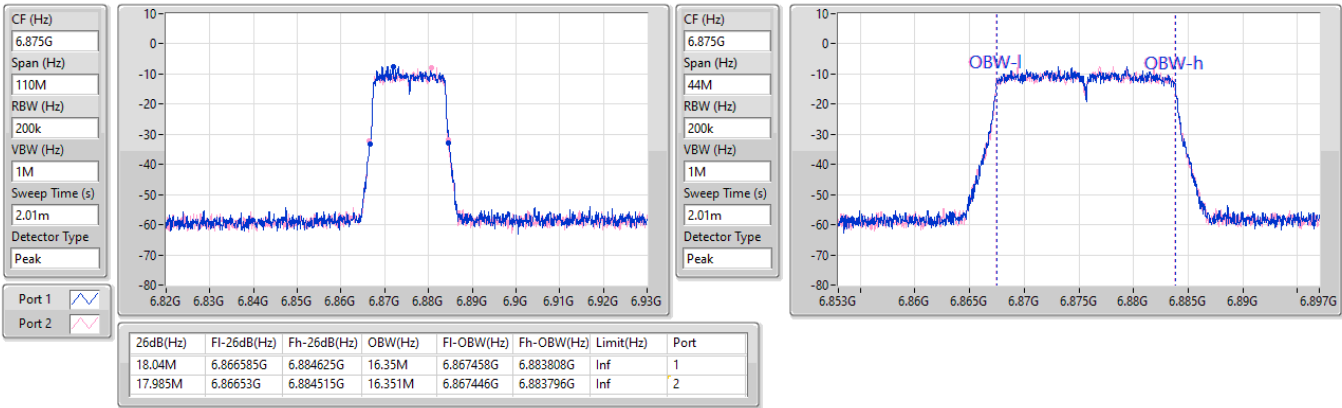 CF (Hz)
6.875G
Span (Hz)
110M
RBW (Hz)
200k
VBW (Hz)
1M
Sweep Time (s)
2.01m
Detector Type
Peak
Port 1
Port 2
10
0
-10
-20
-30
-40
-50
-60
-70
-80
6.82G 6.83G 6.84G 6.85G 6.86G 6.87G 6.88G 6.89G 6.9G 6.91G 6.92G 6.93G
CF (Hz)
6.875G
Span (Hz)
44M
RBW (Hz)
200k
VBW (Hz)
1M
Sweep Time (s)
2.01m
Detector Type
Peak
10
0
-10
-20
-30
-40
-50
-60
-70
-80
OBW-l OBW-h
6.853G 6.86G 6.865G 6.87G 6.875G 6.88G 6.885G 6.89G 6.897G
26dB(Hz) Fl-26dB(Hz) Fh-26dB(Hz) OBW(Hz) Fl-OBW(Hz) Fh-OBW(Hz) Limit(Hz) Port
18.04M 6.866585G 6.884625G 16.35M 6.867458G 6.883808G Inf 1
17.985M 6.86653G 6.884515G 16.351M 6.867446G 6.883796G Inf 2